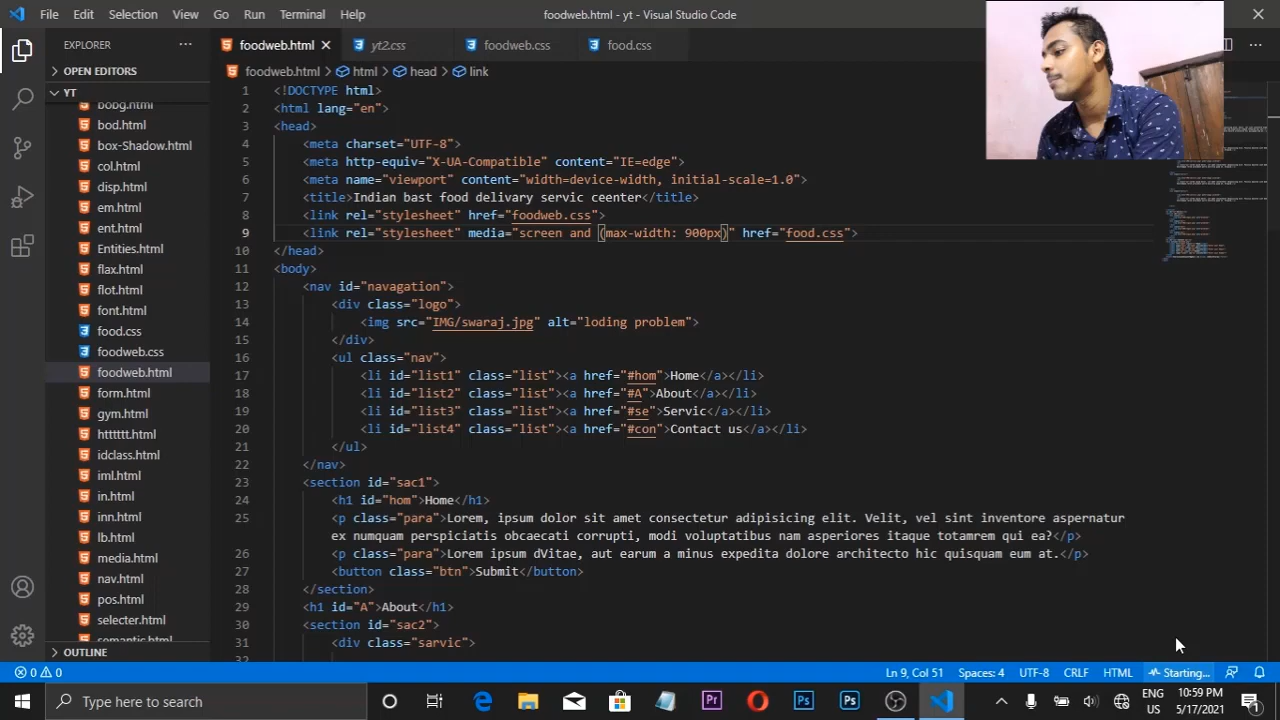 File Edit Selection View Go Run Terminal Help
foodweb.html - yt - Visual Studio Code
EXPLORER
foodweb.html
yt2.css
foodweb.css
food.css
OPEN EDITORS
foodweb.html > html > head > link
YT
bobg.html
bod.html
box-Shadow.html
col.html
disp.html
em.html
ent.html
Entities.html
flax.html
flot.html
font.html
food.css
foodweb.css
foodweb.html
form.html
gym.html
httttttt.html
idclass.html
iml.html
in.html
inn.html
lb.html
media.html
nav.html
pos.html
selecter.html
semantic.html
OUTLINE
1 <!DOCTYPE html>
2 <html lang="en">
3 <head>
4 <meta charset="UTF-8">
5 <meta http-equiv="X-UA-Compatible" content="IE=edge">
6 <meta name="viewport" content="width=device-width, initial-scale=1.0">
7 <title>Indian bast food delivary servic ceenter</title>
8 <link rel="stylesheet" href="foodweb.css">
9 <link rel="stylesheet" media="screen and (max-width: 900px)" href="food.css">
10 </head>
11 <body>
12 <nav id="navagation">
13 <div class="logo">
14 <img src="IMG/swaraj.jpg" alt="loding problem">
15 </div>
16 <ul class="nav">
17 <li id="list1" class="list"><a href="#hom">Home</a></li>
18 <li id="list2" class="list"><a href="#A">About</a></li>
19 <li id="list3" class="list"><a href="#se">Servic</a></li>
20 <li id="list4" class="list"><a href="#con">Contact us</a></li>
21 </ul>
22 </nav>
23 <section id="sac1">
24 <h1 id="hom">Home</h1>
25 <p class="para">Lorem, ipsum dolor sit amet consectetur adipisicing elit. Velit, vel sint inventore aspernatur
ex numquam perspiciatis obcaecati corrupti, modi voluptatibus nam asperiores itaque totamrem qui ea?</p>
26 <p class="para">Lorem ipsum dVitae, aut earum a minus expedita dolore architecto hic quisquam eum at.</p>
27 <button class="btn">Submit</button>
28 </section>
29 <h1 id="A">About</h1>
30 <section id="sac2">
31 <div class="sarvic">
32
0 0
Ln 9, Col 51 Spaces: 4 UTF-8 CRLF HTML Starting...
Type here to search
ENG
US
10:59 PM
5/17/2021